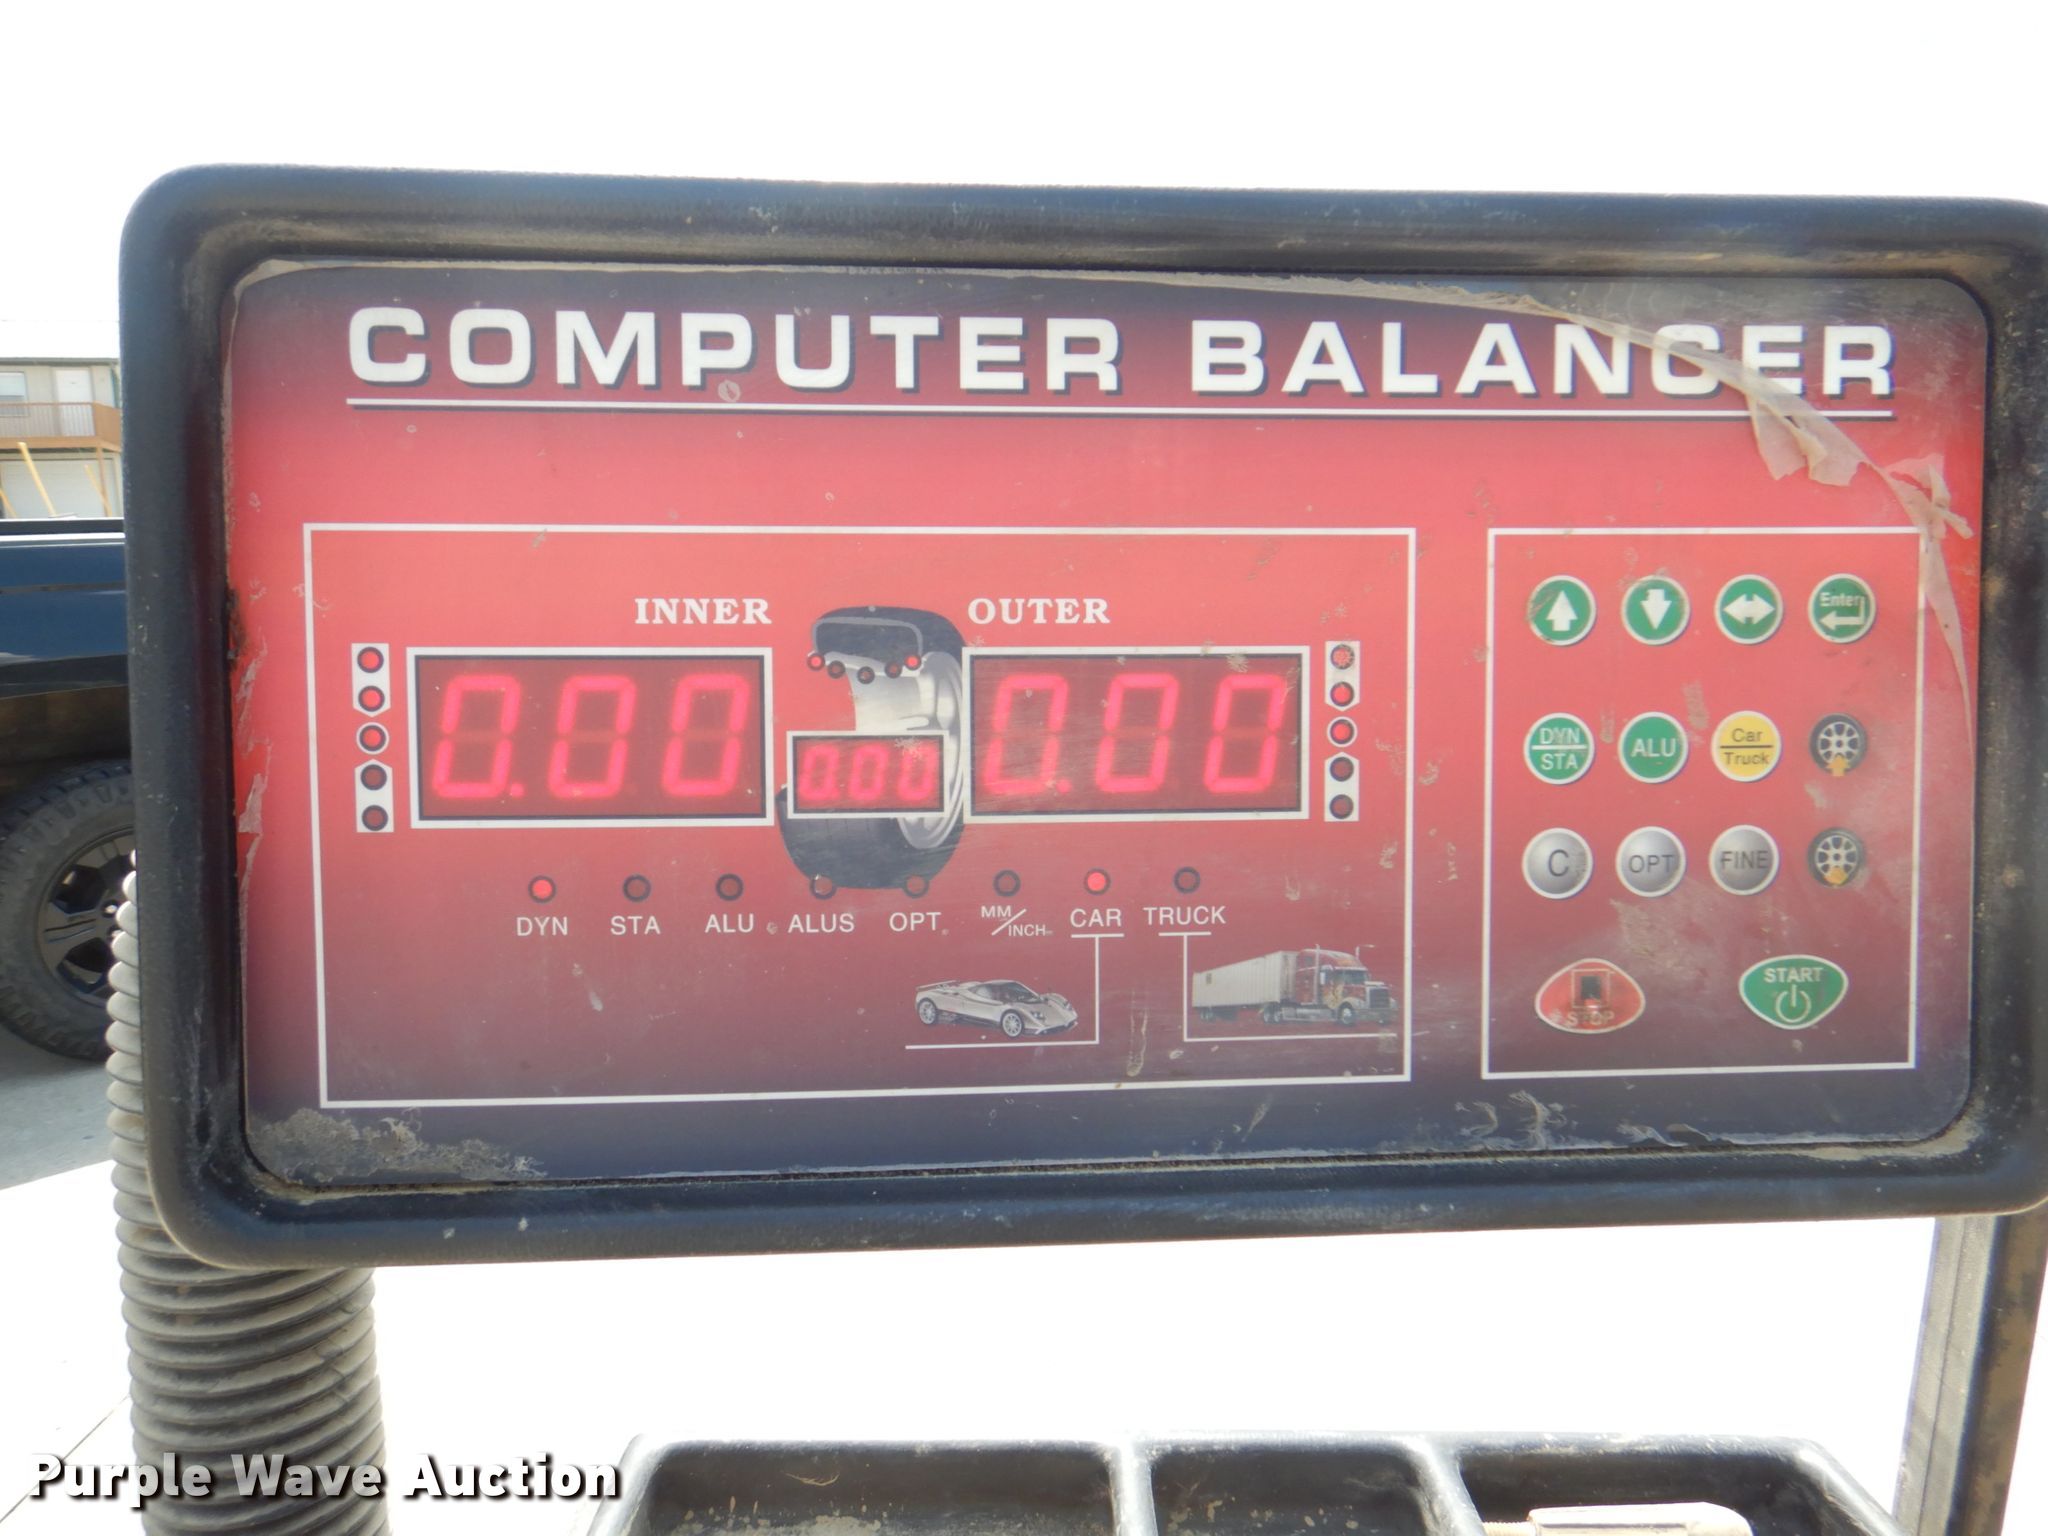 COMPUTER BALANCER
INNER OUTER
0.00 0.00 0.00
DYN STA ALU ALUS OPT. MM/INCH CAR TRUCK
Enter
DYN
STA
ALU
Car
Truck
C OPT FINE
STOP
START
Purple Wave Auction